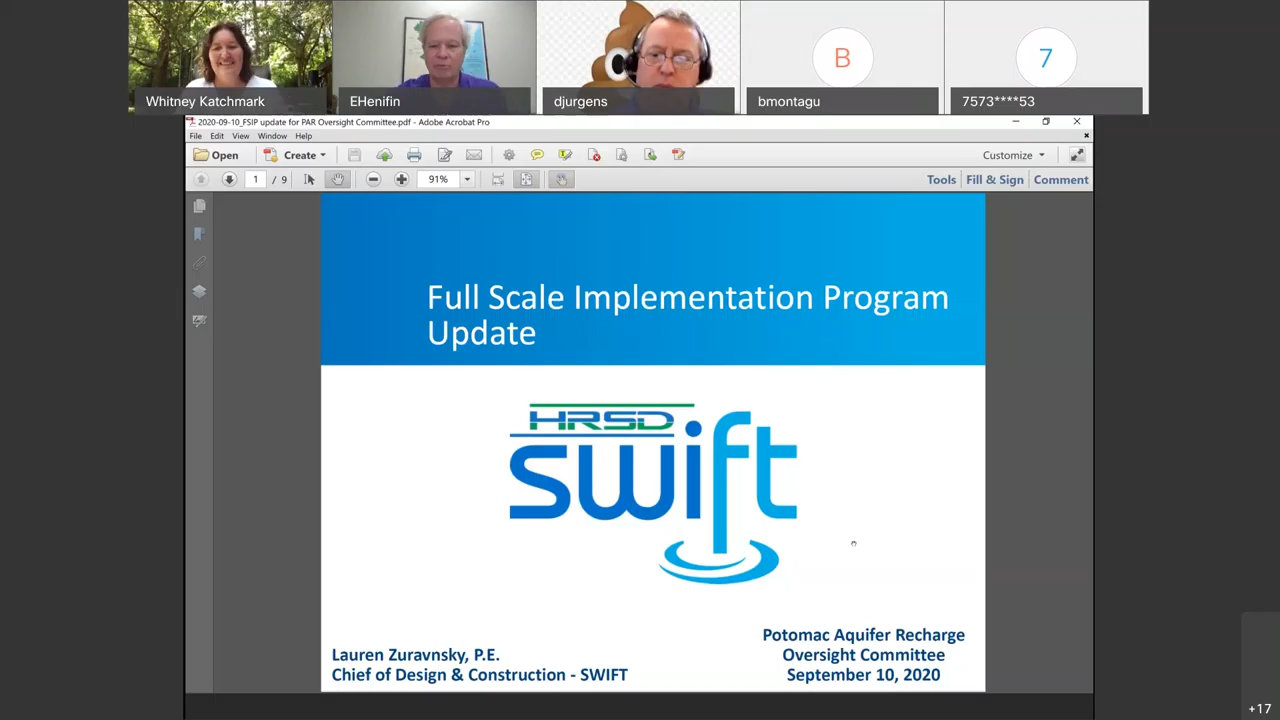 Whitney Katchmark
EHenifin
djurgens
B
bmontagu
7
7573****53
2020-09-10_FSIP update for PAR Oversight Committee.pdf - Adobe Acrobat Pro
File Edit View Window Help
Open Create Customize
1 / 9 91% Tools Fill & Sign Comment
Full Scale Implementation Program
Update
HRSD
swift
Lauren Zuravnsky, P.E.
Chief of Design & Construction - SWIFT
Potomac Aquifer Recharge
Oversight Committee
September 10, 2020
+17